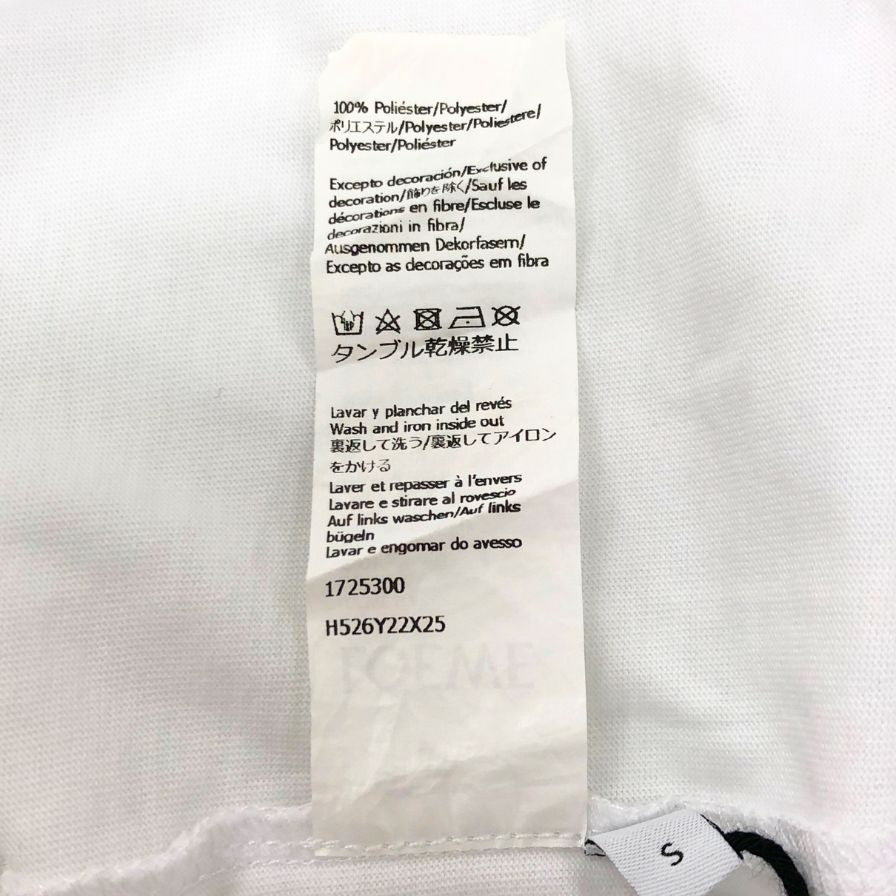 100% Poliéster/Polyester/
ポリエステル/Polyester/Poliestere/
Polyester/Poliéster
Excepto decoración/Exclusive of
decoration/飾りを除く/Sauf les
décorations en fibre/Escluse le
decorazioni in fibra/
Ausgenommen Dekorfasern/
Excepto as decorações em fibra
タンブル乾燥禁止
Lavar y planchar del revés
Wash and iron inside out
裏返して洗う/裏返してアイロン
をかける
Laver et repasser à l'envers
Lavare e stirare al rovescio
Auf links waschen/Auf links
bügeln
Lavar e engomar do avesso
1725300
H526Y22X25
S